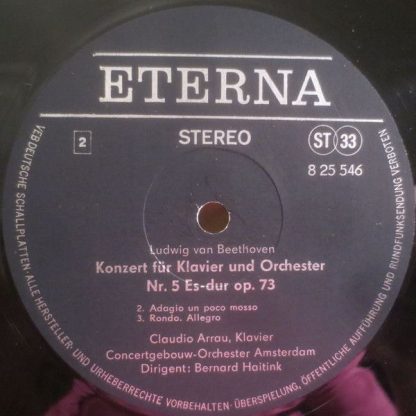 ETERNA
2
STEREO
ST 33
8 25 546
Ludwig van Beethoven
Konzert für Klavier und Orchester
Nr. 5 Es-dur op. 73
2. Adagio un poco mosso
3. Rondo. Allegro
Claudio Arrau, Klavier
Concertgebouw-Orchester Amsterdam
Dirigent: Bernard Haitink
VEB DEUTSCHE SCHALLPLATTEN ALLE HERSTELLER- UND URHEBERRECHTE VORBEHALTEN · ÜBERSPIELUNG, ÖFFENTLICHE AUFFÜHRUNG UND RUNDFUNKSENDUNG VERBOTEN